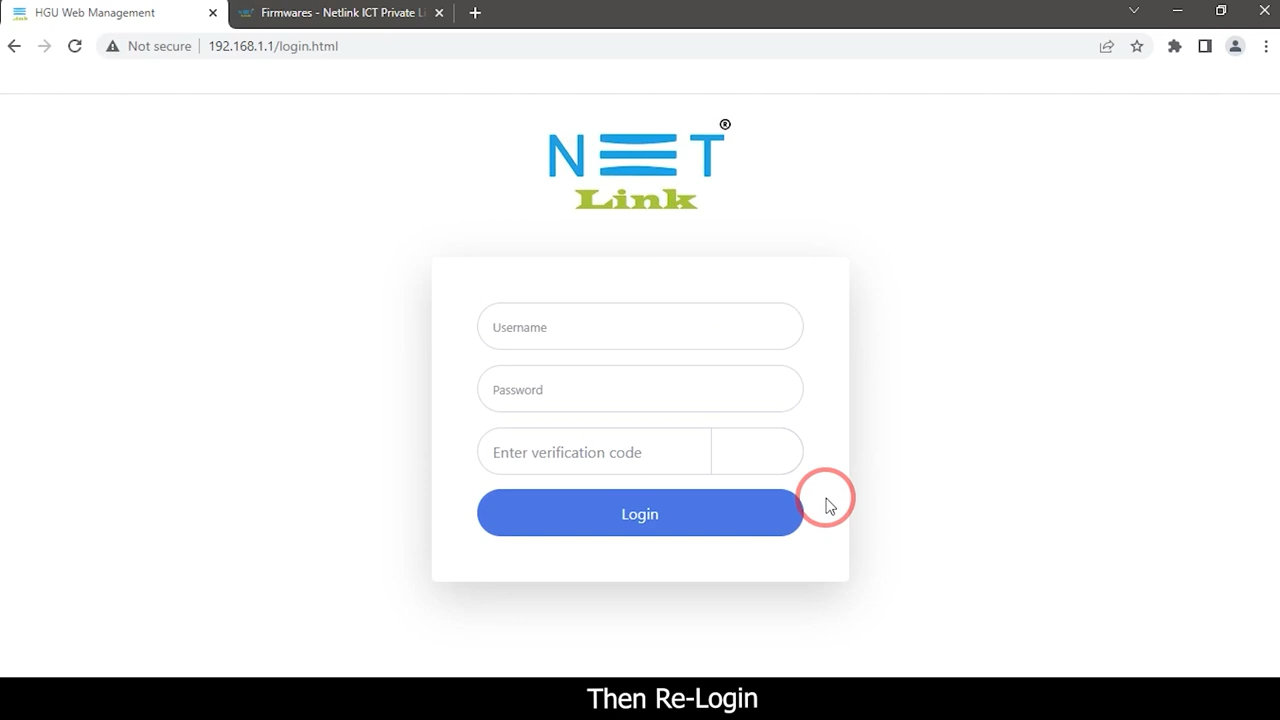 HGU Web Management
Firmwares - Netlink ICT Private Li
Not secure
192.168.1.1/login.html
N☰T ®
Link
Username
Password
Enter verification code
Login
Then Re-Login